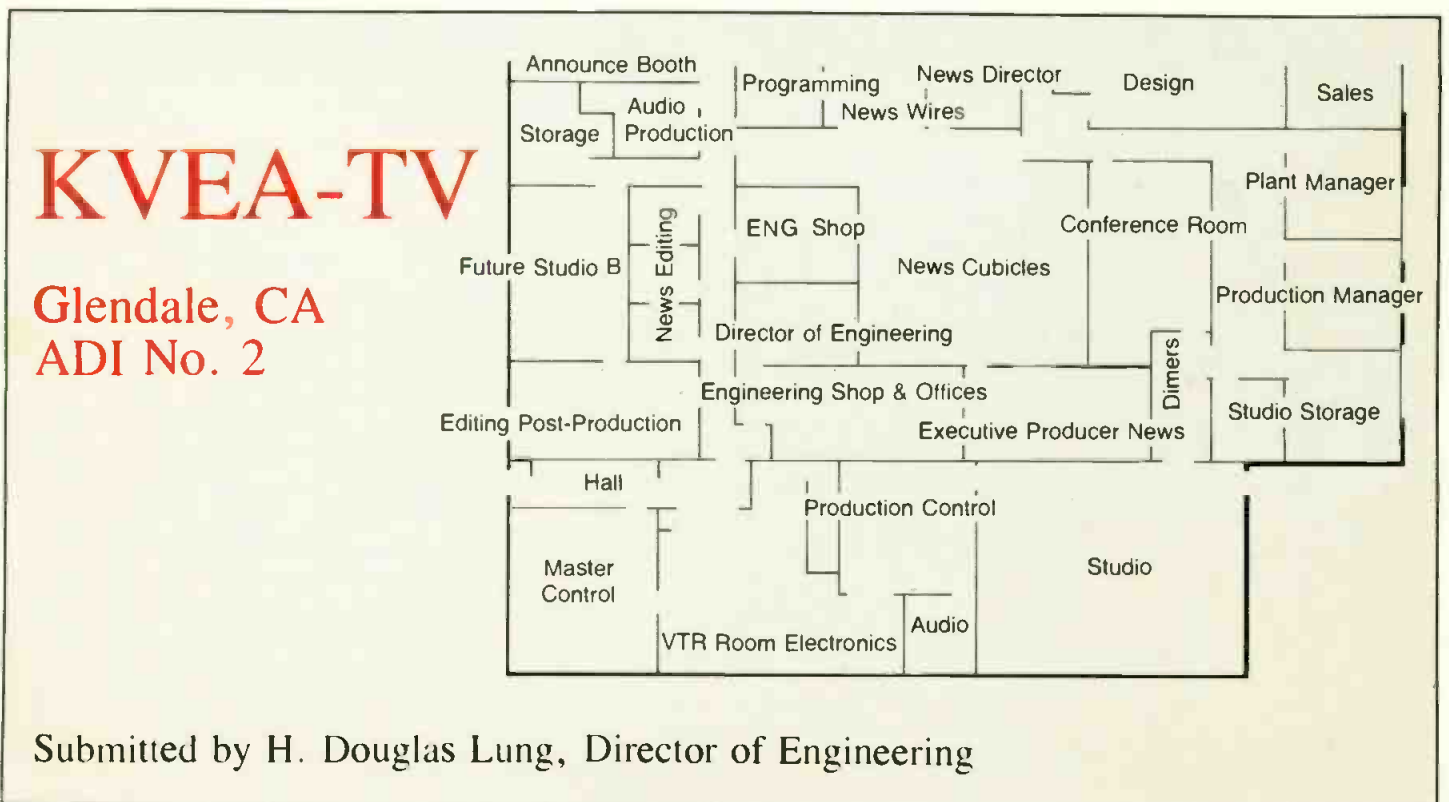 KVEA-TV
Glendale, CA
ADI No. 2
Announce Booth
Programming
News Director
Design
Sales
News Wires
Audio
Production
Storage
Plant Manager
ENG Shop
Conference Room
News Editing
Future Studio B
News Cubicles
Production Manager
Director of Engineering
Dimers
Engineering Shop & Offices
Studio Storage
Editing Post-Production
Executive Producer News
Hall
Production Control
Master
Control
Studio
Audio
VTR Room Electronics
Submitted by H. Douglas Lung, Director of Engineering